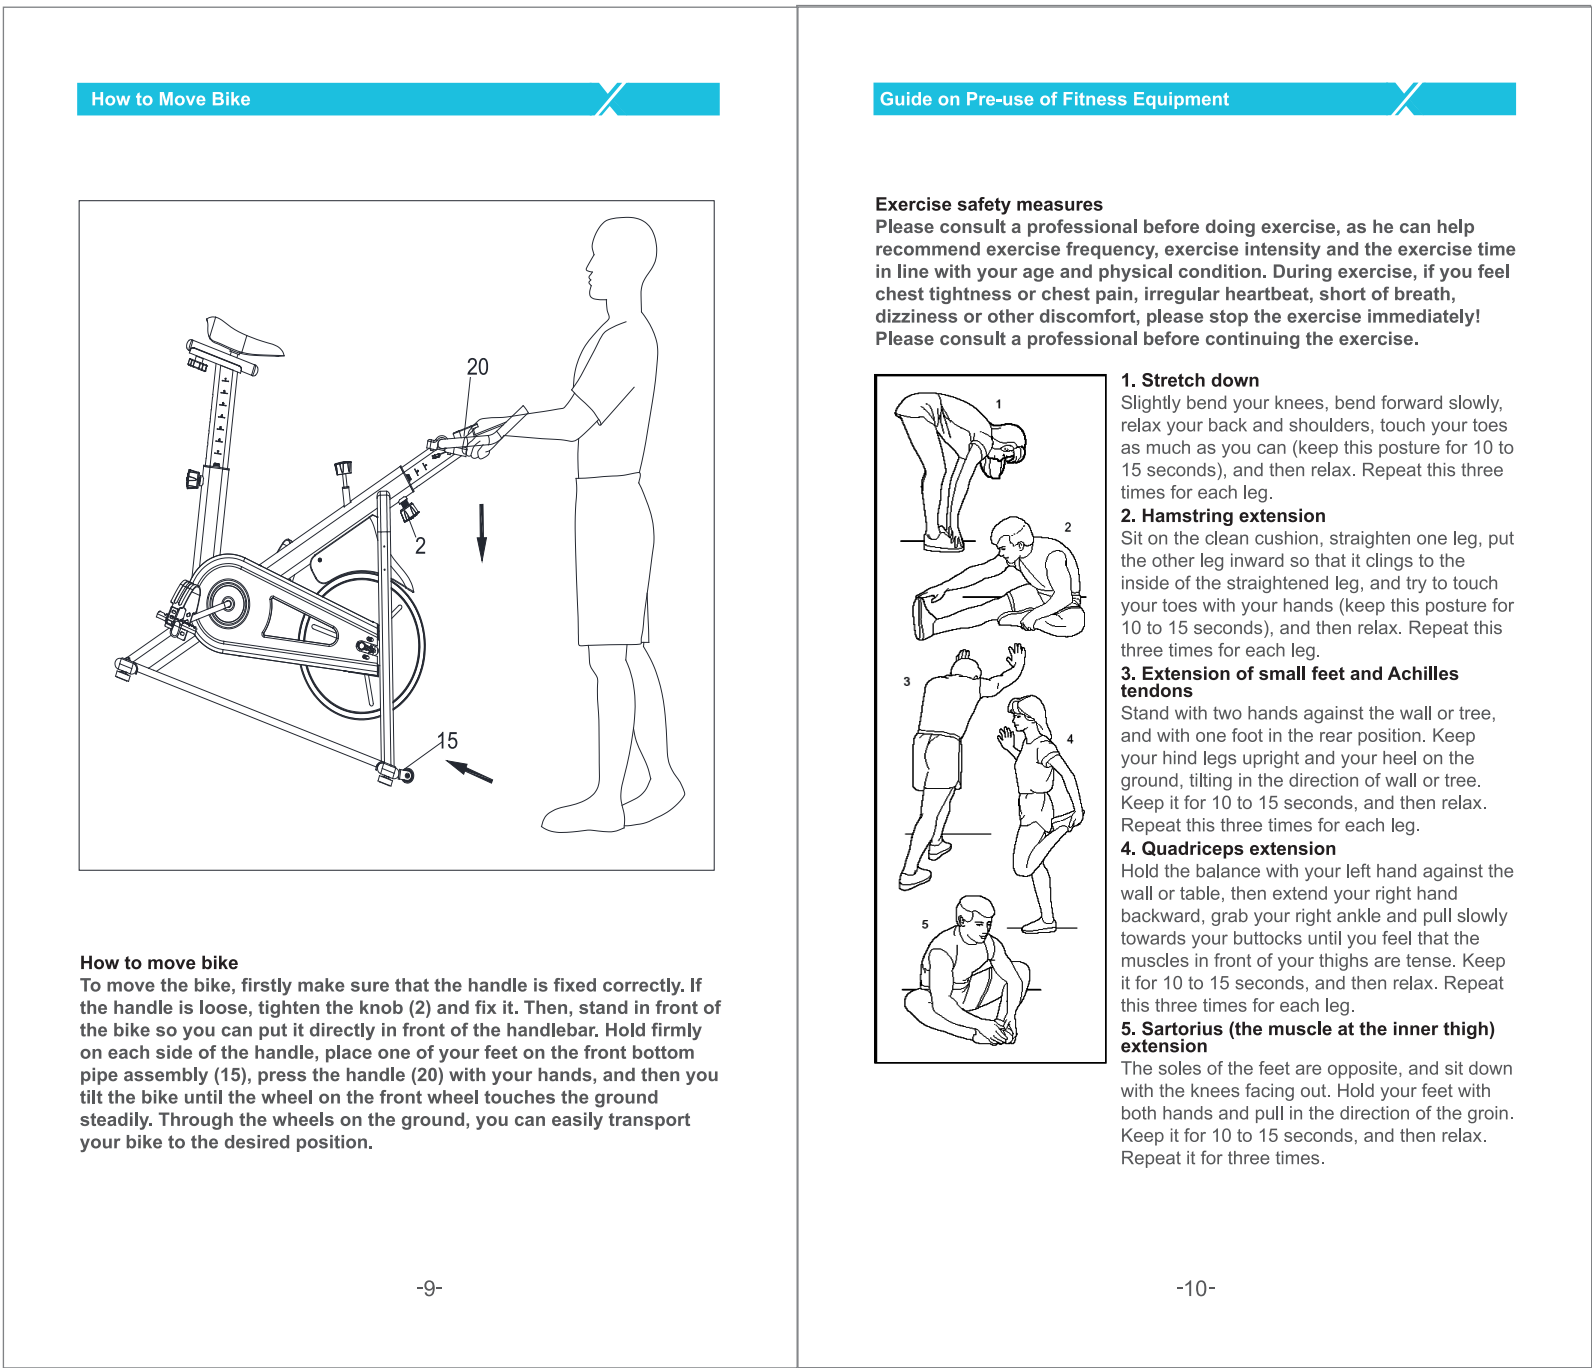 How to Move Bike
20
2
15
How to move bike
To move the bike, firstly make sure that the handle is fixed correctly. If
the handle is loose, tighten the knob (2) and fix it. Then, stand in front of
the bike so you can put it directly in front of the handlebar. Hold firmly
on each side of the handle, place one of your feet on the front bottom
pipe assembly (15), press the handle (20) with your hands, and then you
tilt the bike until the wheel on the front wheel touches the ground
steadily. Through the wheels on the ground, you can easily transport
your bike to the desired position.
-9-
Guide on Pre-use of Fitness Equipment
Exercise safety measures
Please consult a professional before doing exercise, as he can help
recommend exercise frequency, exercise intensity and the exercise time
in line with your age and physical condition. During exercise, if you feel
chest tightness or chest pain, irregular heartbeat, short of breath,
dizziness or other discomfort, please stop the exercise immediately!
Please consult a professional before continuing the exercise.
1
2
3
4
5
1. Stretch down
Slightly bend your knees, bend forward slowly,
relax your back and shoulders, touch your toes
as much as you can (keep this posture for 10 to
15 seconds), and then relax. Repeat this three
times for each leg.
2. Hamstring extension
Sit on the clean cushion, straighten one leg, put
the other leg inward so that it clings to the
inside of the straightened leg, and try to touch
your toes with your hands (keep this posture for
10 to 15 seconds), and then relax. Repeat this
three times for each leg.
3. Extension of small feet and Achilles
tendons
Stand with two hands against the wall or tree,
and with one foot in the rear position. Keep
your hind legs upright and your heel on the
ground, tilting in the direction of wall or tree.
Keep it for 10 to 15 seconds, and then relax.
Repeat this three times for each leg.
4. Quadriceps extension
Hold the balance with your left hand against the
wall or table, then extend your right hand
backward, grab your right ankle and pull slowly
towards your buttocks until you feel that the
muscles in front of your thighs are tense. Keep
it for 10 to 15 seconds, and then relax. Repeat
this three times for each leg.
5. Sartorius (the muscle at the inner thigh)
extension
The soles of the feet are opposite, and sit down
with the knees facing out. Hold your feet with
both hands and pull in the direction of the groin.
Keep it for 10 to 15 seconds, and then relax.
Repeat it for three times.
-10-